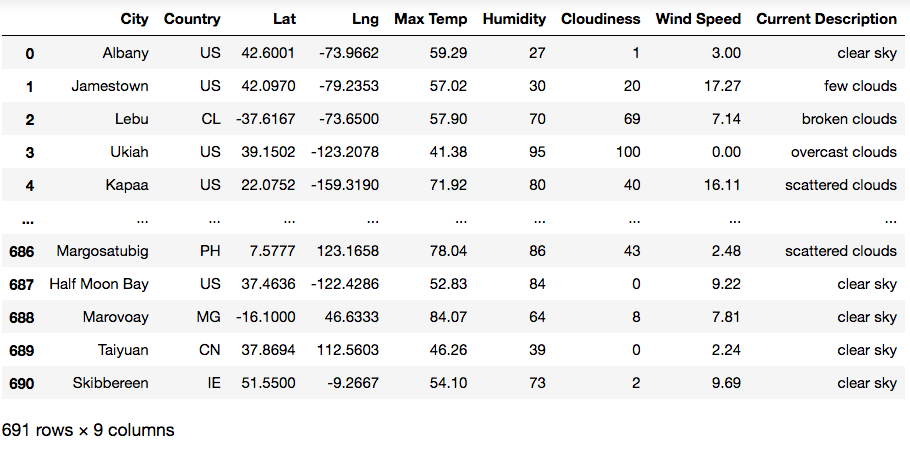 City Country Lat Lng Max Temp Humidity Cloudiness Wind Speed Current Description
0 Albany US 42.6001 -73.9662 59.29 27 1 3.00 clear sky
1 Jamestown US 42.0970 -79.2353 57.02 30 20 17.27 few clouds
2 Lebu CL -37.6167 -73.6500 57.90 70 69 7.14 broken clouds
3 Ukiah US 39.1502 -123.2078 41.38 95 100 0.00 overcast clouds
4 Kapaa US 22.0752 -159.3190 71.92 80 40 16.11 scattered clouds
... ... ... ... ... ... ... ... ... ...
686 Margosatubig PH 7.5777 123.1658 78.04 86 43 2.48 scattered clouds
687 Half Moon Bay US 37.4636 -122.4286 52.83 84 0 9.22 clear sky
688 Marovoay MG -16.1000 46.6333 84.07 64 8 7.81 clear sky
689 Taiyuan CN 37.8694 112.5603 46.26 39 0 2.24 clear sky
690 Skibbereen IE 51.5500 -9.2667 54.10 73 2 9.69 clear sky
691 rows × 9 columns